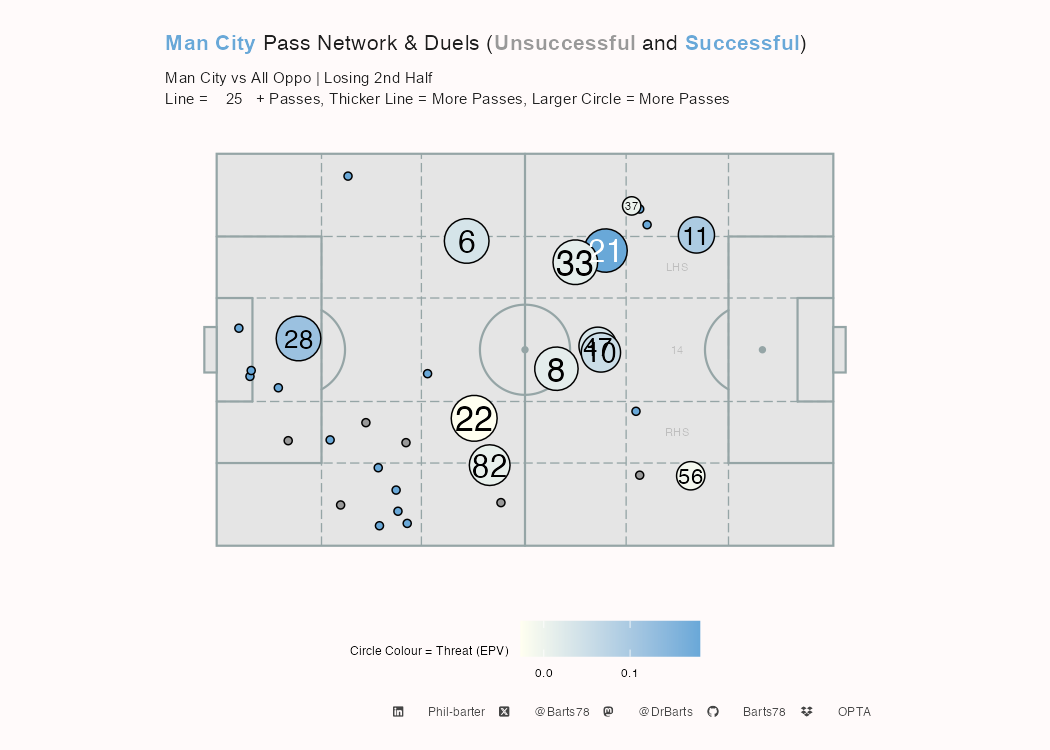 Man City Pass Network & Duels (Unsuccessful and Successful)
Man City vs All Oppo | Losing 2nd Half
Line = 25 + Passes, Thicker Line = More Passes, Larger Circle = More Passes
37
6
11
21
33
LHS
28
47
10
14
8
22
RHS
82
56
Circle Colour = Threat (EPV)
0.0 0.1
Phil-barter @Barts78 @DrBarts Barts78 OPTA